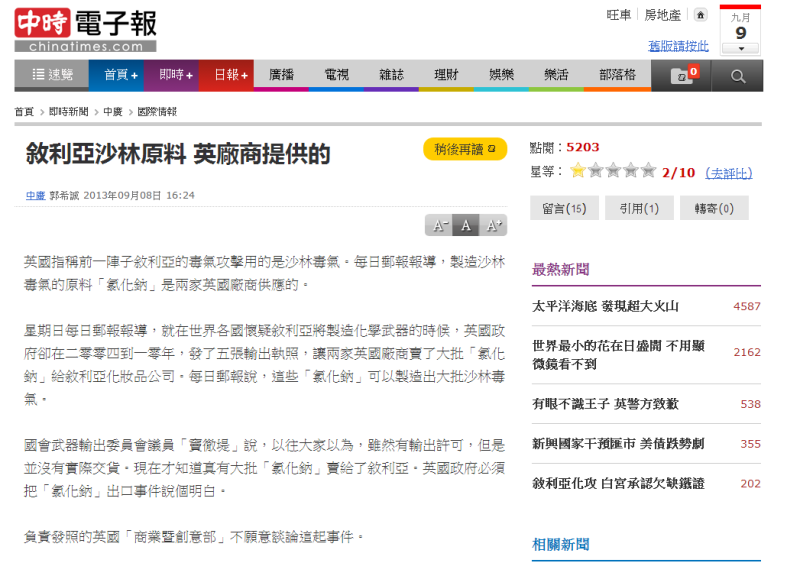 中時電子報
chinatimes.com
旺車 房地產
九月
9
舊版請按此
速覽 首頁+ 即時+ 日報+ 廣播 電視 雜誌 理財 娛樂 樂活 部落格 0
首頁 > 即時新聞 > 中廣 > 國際情報
敘利亞沙林原料 英廠商提供的
稍後再讀
中廣 郭希誠 2013年09月08日 16:24
A- A A+
英國指稱前一陣子敘利亞的毒氣攻擊用的是沙林毒氣。每日郵報報導，製造沙林
毒氣的原料「氟化鈉」是兩家英國廠商供應的。
星期日每日郵報報導，就在世界各國懷疑敘利亞將製造化學武器的時候，英國政
府卻在二零零四到一零年，發了五張輸出執照，讓兩家英國廠商賣了大批「氟化
鈉」給敘利亞化妝品公司。每日郵報說，這些「氟化鈉」可以製造出大批沙林毒
氣。
國會武器輸出委員會議員「竇徼堤」說，以往大家以為，雖然有輸出許可，但是
並沒有實際交貨。現在才知道真有大批「氟化鈉」賣給了敘利亞。英國政府必須
把「氟化鈉」出口事件說個明白。
負責發照的英國「商業暨創意部」不願意談論這起事件。
點閱：5203
星等： 2/10 (去評比)
留言(15) 引用(1) 轉寄(0)
最熱新聞
太平洋海底 發現超大火山 4587
世界最小的花在日盛開 不用顯
微鏡看不到 2162
有眼不識王子 英警方致歉 538
新興國家干預匯市 美債跌勢劇 355
敘利亞化攻 白宮承認欠缺鐵證 202
相關新聞